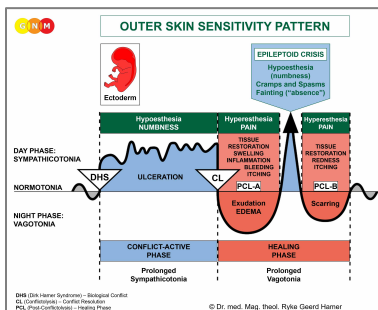 GNM
OUTER SKIN SENSITIVITY PATTERN
Ectoderm
EPILEPTOID CRISIS
Hypoesthesia
(numbness)
Cramps and Spasms
Fainting ("absence")
Hypoesthesia
NUMBNESS
Hyperesthesia
PAIN
Hyperesthesia
PAIN
DAY PHASE:
SYMPATHICOTONIA
TISSUE
RESTORATION
SWELLING
INFLAMMATION
BLEEDING
ITCHING
TISSUE
RESTORATION
REDNESS
ITCHING
DHS
ULCERATION
CL
PCL-A
PCL-B
NORMOTONIA
NIGHT PHASE:
VAGOTONIA
Exudation
EDEMA
Scarring
CONFLICT-ACTIVE
PHASE
HEALING
PHASE
Prolonged
Sympathicotonia
Prolonged
Vagotonia
DHS (Dirk Hamer Syndrome) – Biological Conflict
CL (Conflictolysis) – Conflict Resolution
PCL (Post-Conflictolysis) – Healing Phase
© Dr. med. Mag. theol. Ryke Geerd Hamer